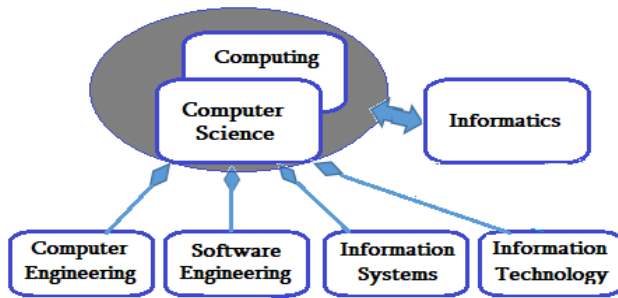 Computing
Computer
Science
Informatics
Computer
Engineering
Software
Engineering
Information
Systems
Information
Technology